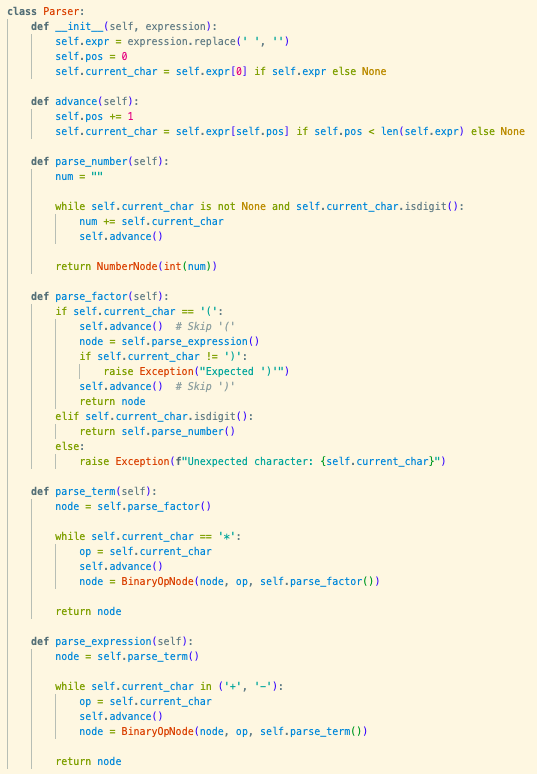 class Parser:
    def __init__(self, expression):
        self.expr = expression.replace(' ', '')
        self.pos = 0
        self.current_char = self.expr[0] if self.expr else None

    def advance(self):
        self.pos += 1
        self.current_char = self.expr[self.pos] if self.pos < len(self.expr) else None

    def parse_number(self):
        num = ""

        while self.current_char is not None and self.current_char.isdigit():
            num += self.current_char
            self.advance()

        return NumberNode(int(num))

    def parse_factor(self):
        if self.current_char == '(':
            self.advance()  # Skip '('
            node = self.parse_expression()
            if self.current_char != ')':
                raise Exception("Expected ')'")
            self.advance()  # Skip ')'
            return node
        elif self.current_char.isdigit():
            return self.parse_number()
        else:
            raise Exception(f"Unexpected character: {self.current_char}")

    def parse_term(self):
        node = self.parse_factor()

        while self.current_char == '*':
            op = self.current_char
            self.advance()
            node = BinaryOpNode(node, op, self.parse_factor())

        return node

    def parse_expression(self):
        node = self.parse_term()

        while self.current_char in ('+', '-'):
            op = self.current_char
            self.advance()
            node = BinaryOpNode(node, op, self.parse_term())

        return node